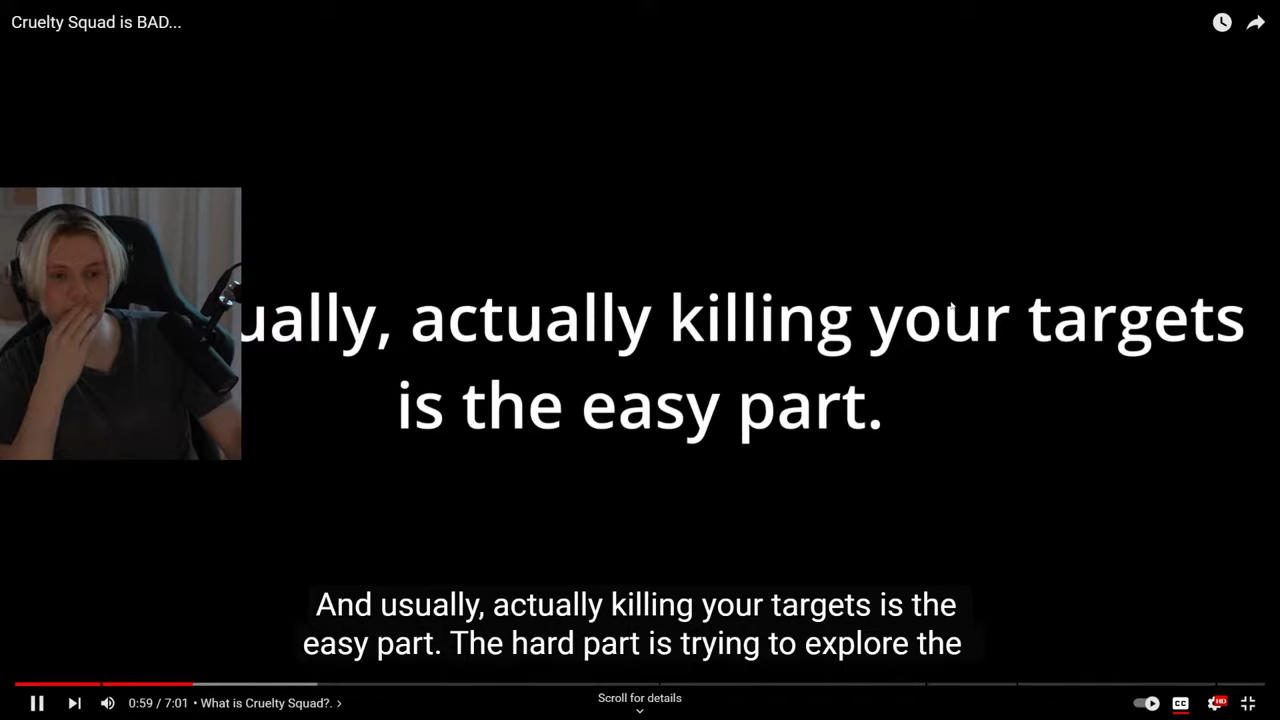 Cruelty Squad is BAD...
ually, actually killing your targets
is the easy part.
And usually, actually killing your targets is the
easy part. The hard part is trying to explore the
Scroll for details
0:59 / 7:01 • What is Cruelty Squad?. >
CC
HD